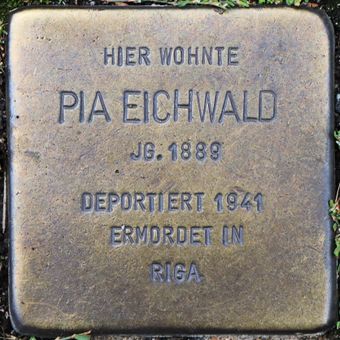 HIER WOHNTE
PIA EICHWALD
JG. 1889
DEPORTIERT 1941
ERMORDET IN
RIGA